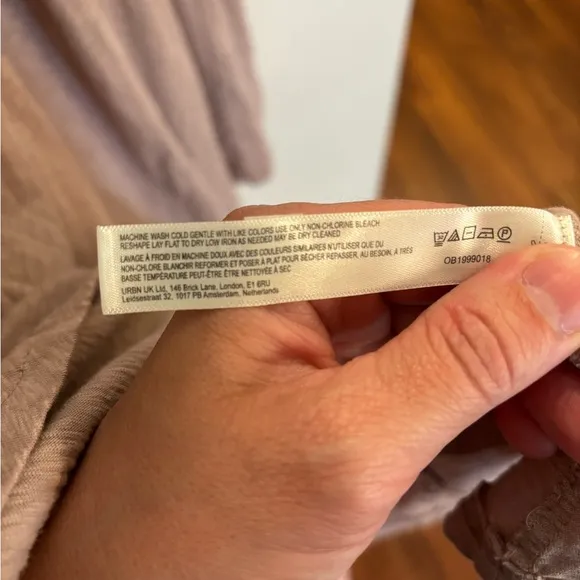 MACHINE WASH COLD GENTLE WITH LIKE COLORS USE ONLY NON-CHLORINE BLEACH
RESHAPE LAY FLAT TO DRY LOW IRON AS NEEDED MAY BE DRY CLEANED
LAVAGE À FROID EN MACHINE DOUX AVEC DES COULEURS SIMILAIRES N'UTILISER QUE DU
NON-CHLORE BLANCHIR REFORMER ET POSER À PLAT POUR SÉCHER REPASSER, AU BESOIN, À TRÈS
BASSE TEMPÉRATURE PEUT-ÊTRE ÊTRE NETTOYÉE À SEC
URBN UK Ltd, 146 Brick Lane, London, E1 6RU
Leidsestraat 32, 1017 PB Amsterdam, Netherlands
P
OB1999018